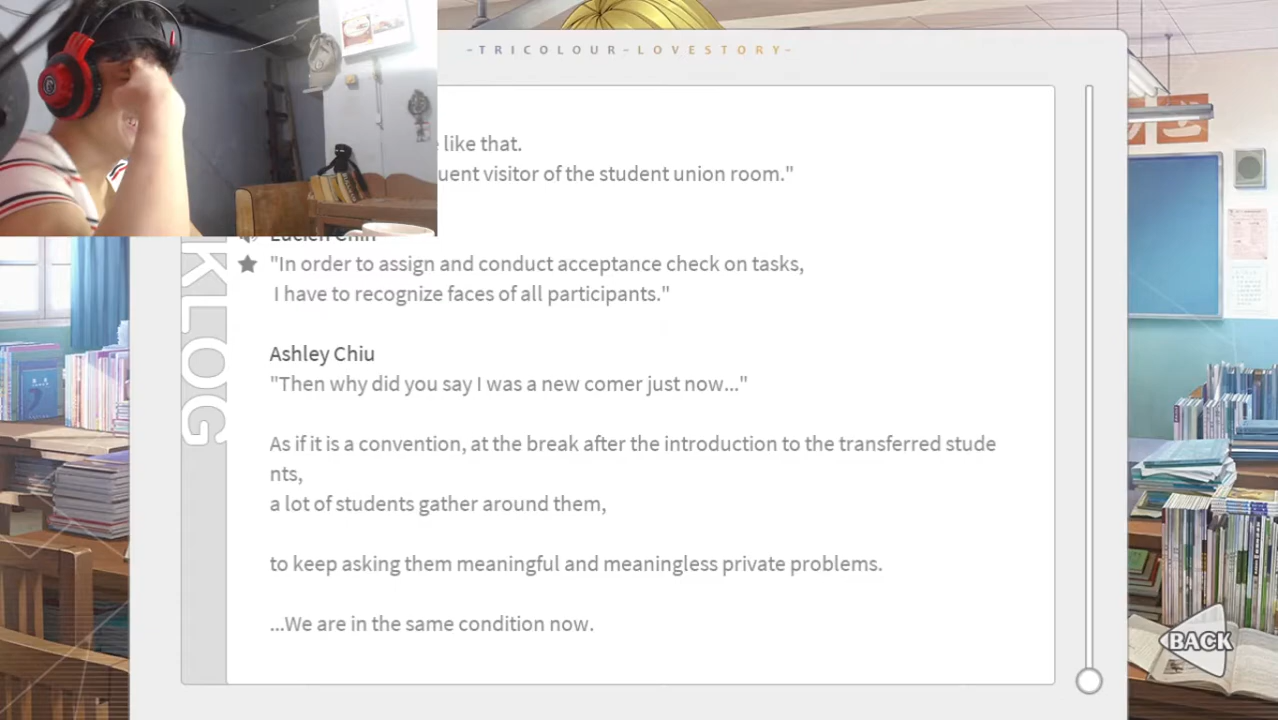 -TRICOLOUR-LOVESTORY-
like that.
uent visitor of the student union room."
Lucien Chin
"In order to assign and conduct acceptance check on tasks,
I have to recognize faces of all participants."
Ashley Chiu
"Then why did you say I was a new comer just now..."
As if it is a convention, at the break after the introduction to the transferred stude
nts,
a lot of students gather around them,
to keep asking them meaningful and meaningless private problems.
...We are in the same condition now.
KLOG
BACK